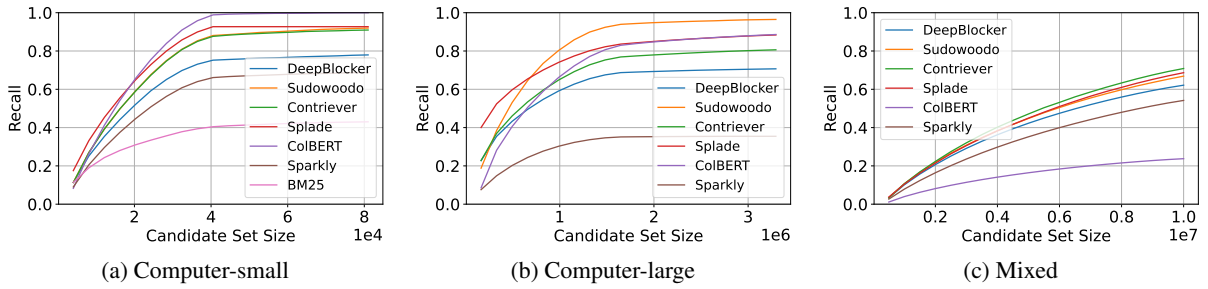 1.0
0.8
0.6
0.4
0.2
0.0
Recall
2
4
6
8
1e4
Candidate Set Size
DeepBlocker
Sudowoodo
Contriever
Splade
ColBERT
Sparkly
BM25
(a) Computer-small
1.0
0.8
0.6
0.4
0.2
0.0
Recall
1
2
3
1e6
Candidate Set Size
DeepBlocker
Sudowoodo
Contriever
Splade
ColBERT
Sparkly
(b) Computer-large
1.0
0.8
0.6
0.4
0.2
0.0
Recall
0.2
0.4
0.6
0.8
1.0
1e7
Candidate Set Size
DeepBlocker
Sudowoodo
Contriever
Splade
ColBERT
Sparkly
(c) Mixed